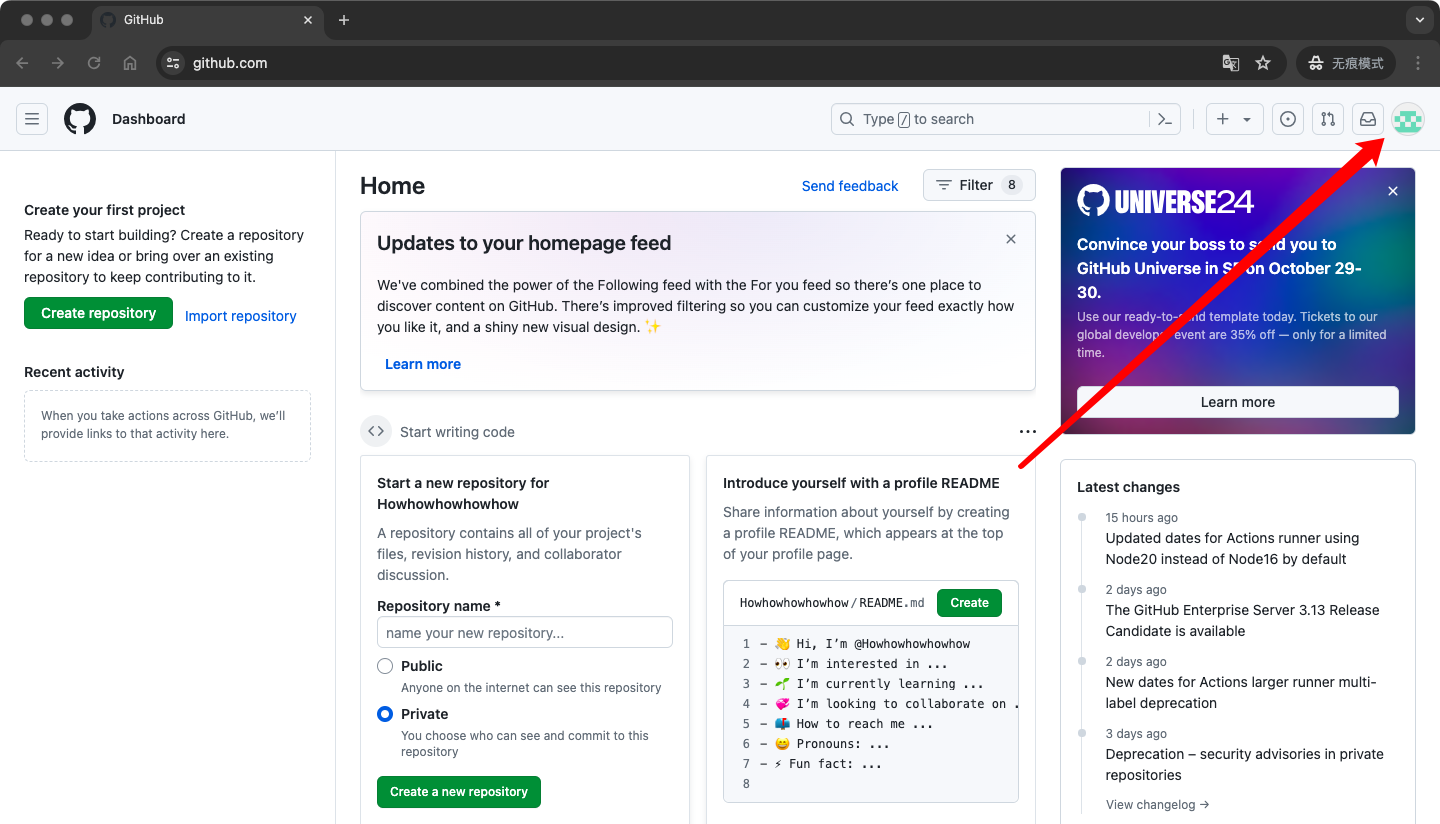 GitHub
github.com
无痕模式
Dashboard
Type / to search
Create your first project
Ready to start building? Create a repository
for a new idea or bring over an existing
repository to keep contributing to it.
Create repository
Import repository
Recent activity
When you take actions across GitHub, we'll
provide links to that activity here.
Home
Send feedback
Filter 8
Updates to your homepage feed
We've combined the power of the Following feed with the For you feed so there's one place to
discover content on GitHub. There's improved filtering so you can customize your feed exactly how
you like it, and a shiny new visual design. ✨
Learn more
Start writing code
Start a new repository for
Howhowhowhowhow
A repository contains all of your project's
files, revision history, and collaborator
discussion.
Repository name *
name your new repository...
Public
Anyone on the internet can see this repository
Private
You choose who can see and commit to this
repository
Create a new repository
Introduce yourself with a profile README
Share information about yourself by creating
a profile README, which appears at the top
of your profile page.
Howhowhowhowhow/README.md
Create
1 - 👋 Hi, I'm @Howhowhowhowhow
2 - 👀 I'm interested in ...
3 - 🌱 I'm currently learning ...
4 - 💞️ I'm looking to collaborate on .
5 - 📫 How to reach me ...
6 - 😄 Pronouns: ...
7 - ⚡ Fun fact: ...
8
UNIVERSE24
Convince your boss to send you to
GitHub Universe in SF on October 29-
30.
Use our ready-to-send template today. Tickets to our
global developer event are 35% off — only for a limited
time.
Learn more
Latest changes
15 hours ago
Updated dates for Actions runner using
Node20 instead of Node16 by default
2 days ago
The GitHub Enterprise Server 3.13 Release
Candidate is available
2 days ago
New dates for Actions larger runner multi-
label deprecation
3 days ago
Deprecation – security advisories in private
repositories
View changelog →